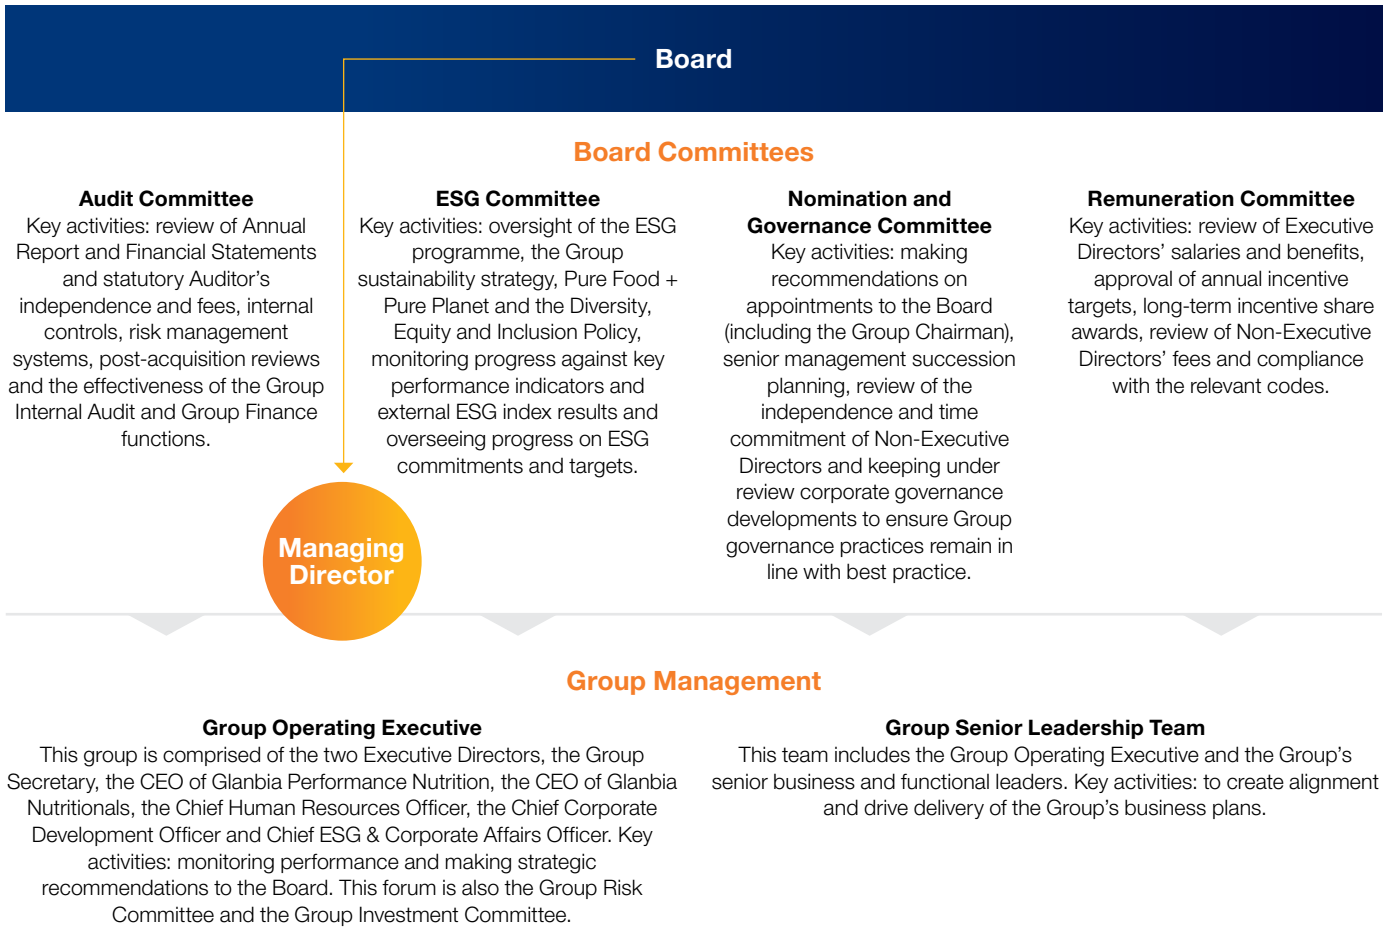 Board
Board Committees
Audit Committee
Key activities: review of Annual
Report and Financial Statements
and statutory Auditor’s
independence and fees, internal
controls, risk management
systems, post-acquisition reviews
and the effectiveness of the Group
Internal Audit and Group Finance
functions.
ESG Committee
Key activities: oversight of the ESG
programme, the Group
sustainability strategy, Pure Food +
Pure Planet and the Diversity,
Equity and Inclusion Policy,
monitoring progress against key
performance indicators and
external ESG index results and
overseeing progress on ESG
commitments and targets.
Nomination and
Governance Committee
Key activities: making
recommendations on
appointments to the Board
(including the Group Chairman),
senior management succession
planning, review of the
independence and time
commitment of Non-Executive
Directors and keeping under
review corporate governance
developments to ensure Group
governance practices remain in
line with best practice.
Remuneration Committee
Key activities: review of Executive
Directors’ salaries and benefits,
approval of annual incentive
targets, long-term incentive share
awards, review of Non-Executive
Directors’ fees and compliance
with the relevant codes.
Managing
Director
Group Management
Group Operating Executive
This group is comprised of the two Executive Directors, the Group
Secretary, the CEO of Glanbia Performance Nutrition, the CEO of Glanbia
Nutritionals, the Chief Human Resources Officer, the Chief Corporate
Development Officer and Chief ESG & Corporate Affairs Officer. Key
activities: monitoring performance and making strategic
recommendations to the Board. This forum is also the Group Risk
Committee and the Group Investment Committee.
Group Senior Leadership Team
This team includes the Group Operating Executive and the Group’s
senior business and functional leaders. Key activities: to create alignment
and drive delivery of the Group’s business plans.